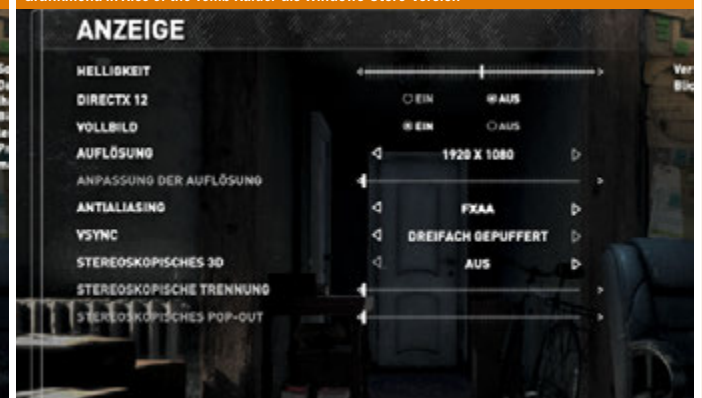 ANZEIGE
HELLIGKEIT
DIRECTX 12 EIN AUS
VOLLBILD EIN AUS
AUFLÖSUNG 1920 X 1080
ANPASSUNG DER AUFLÖSUNG
ANTIALIASING FXAA
VSYNC DREIFACH GEPUFFERT
STEREOSKOPISCHES 3D AUS
STEREOSKOPISCHE TRENNUNG
STEREOSKOPISCHES POP-OUT